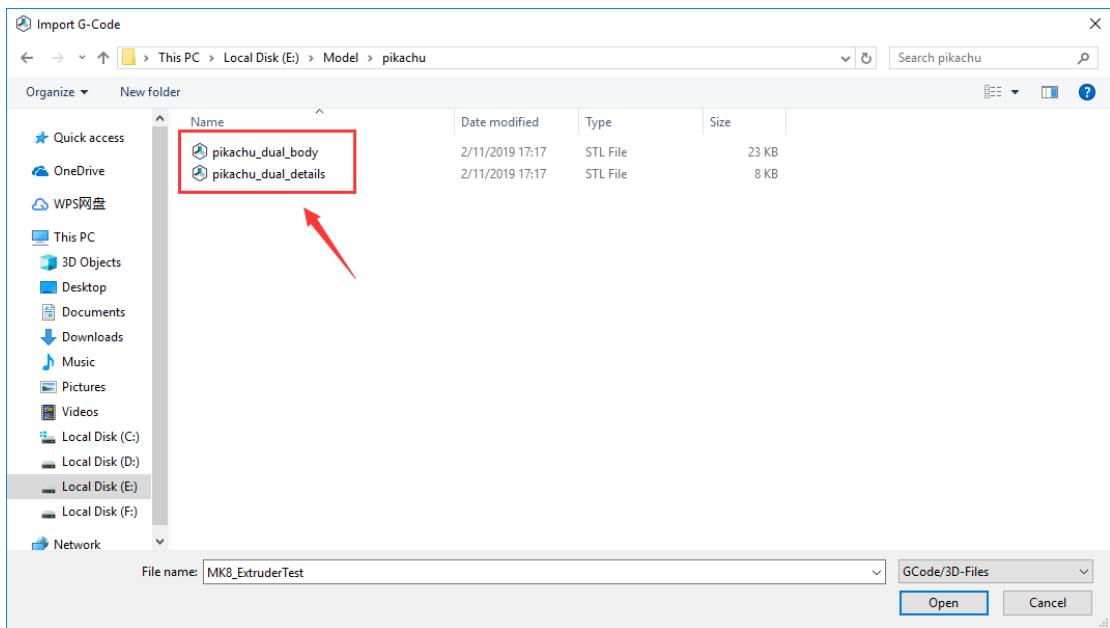 Import G-Code
This PC > Local Disk (E:) > Model > pikachu
Search pikachu
Organize New folder
Name Date modified Type Size
pikachu_dual_body 2/11/2019 17:17 STL File 23 KB
pikachu_dual_details 2/11/2019 17:17 STL File 8 KB
Quick access
OneDrive
WPS网盘
This PC
3D Objects
Desktop
Documents
Downloads
Music
Pictures
Videos
Local Disk (C:)
Local Disk (D:)
Local Disk (E:)
Local Disk (F:)
Network
File name: MK8_ExtruderTest GCode/3D-Files
Open Cancel